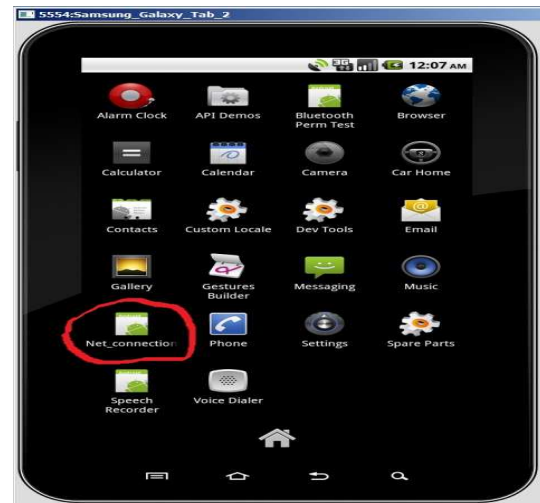 5554:Samsung_Galaxy_Tab_2
3G 12:07 AM
Alarm Clock API Demos Bluetooth Perm Test Browser
Calculator Calendar Camera Car Home
Contacts Custom Locale Dev Tools Email
Gallery Gestures Builder Messaging Music
Net_connection Phone Settings Spare Parts
Speech Recorder Voice Dialer